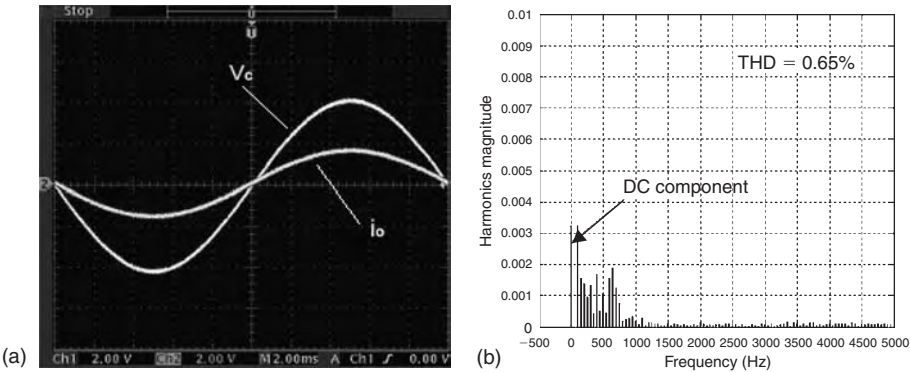 Stop
Vc
io
(a)
Ch1 2.00 V Ch2 2.00 V M2.00ms A Ch1 0.00 V
0.01
0.009
0.008
0.007
0.006
0.005
0.004
0.003
0.002
0.001
0
Harmonics magnitude
THD = 0.65%
DC component
−500 0 500 1000 1500 2000 2500 3000 3500 4000 4500 5000
Frequency (Hz)
(b)